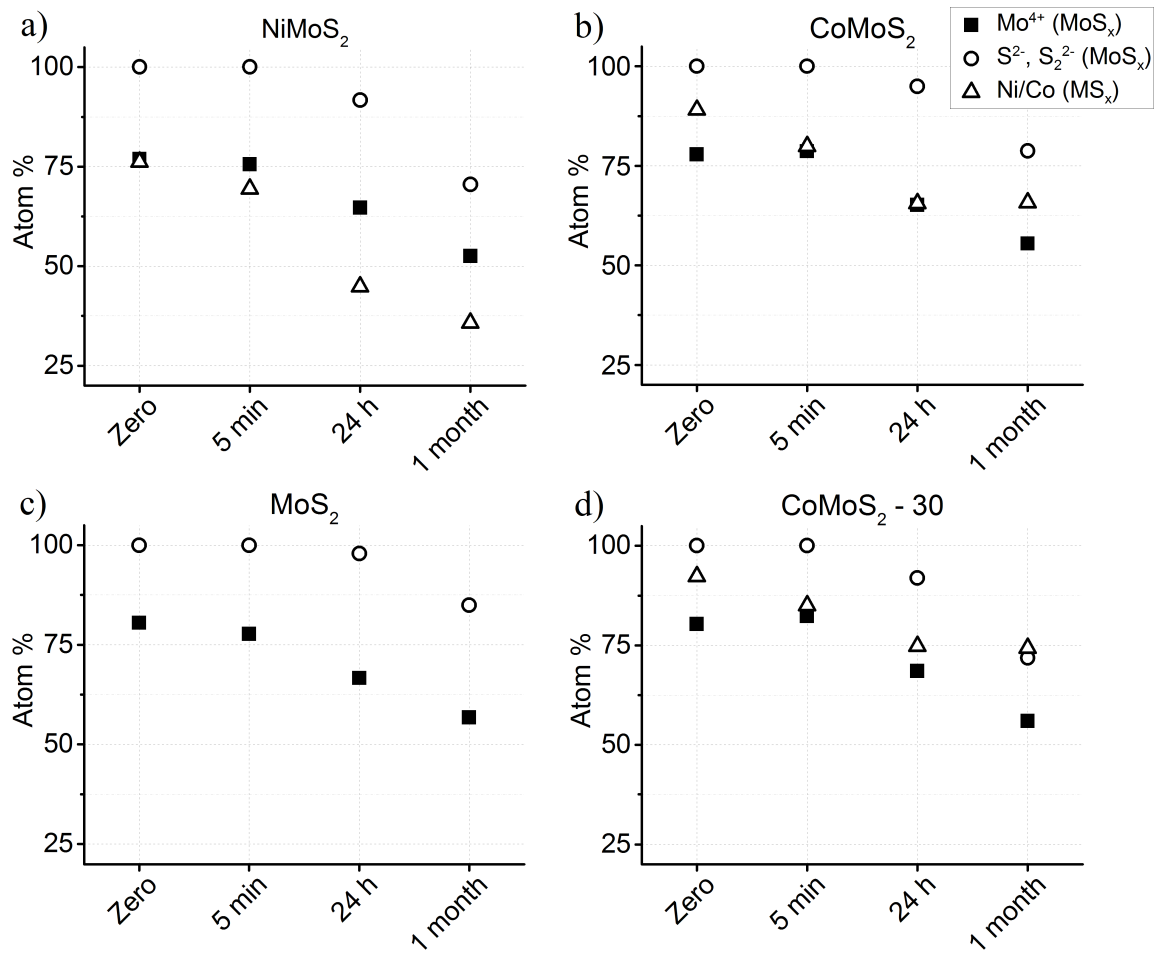 a)
NiMoS₂
Atom %
100
75
50
25
Zero
5 min
24 h
1 month
b)
CoMoS₂
Atom %
100
75
50
25
Zero
5 min
24 h
1 month
Mo⁴⁺ (MoSₓ)
S²⁻, S₂²⁻ (MoSₓ)
Ni/Co (MSₓ)
c)
MoS₂
Atom %
100
75
50
25
Zero
5 min
24 h
1 month
d)
CoMoS₂ - 30
Atom %
100
75
50
25
Zero
5 min
24 h
1 month